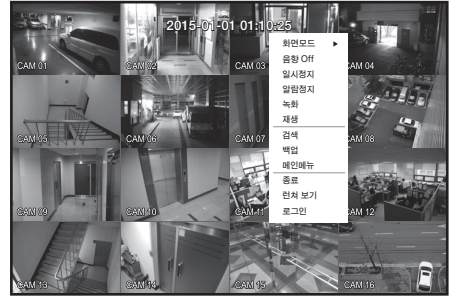 2015-01-01 01:10:25
CAM 01
CAM 02
CAM 03
CAM 04
화면모드 ▶
음향 Off
일시정지
알람정지
녹화
재생
검색
백업
메인메뉴
종료
런쳐 보기
로그인
CAM 05
CAM 06
CAM 07
CAM 08
CAM 09
CAM 10
CAM 11
CAM 12
CAM 13
CAM 14
CAM 15
CAM 16